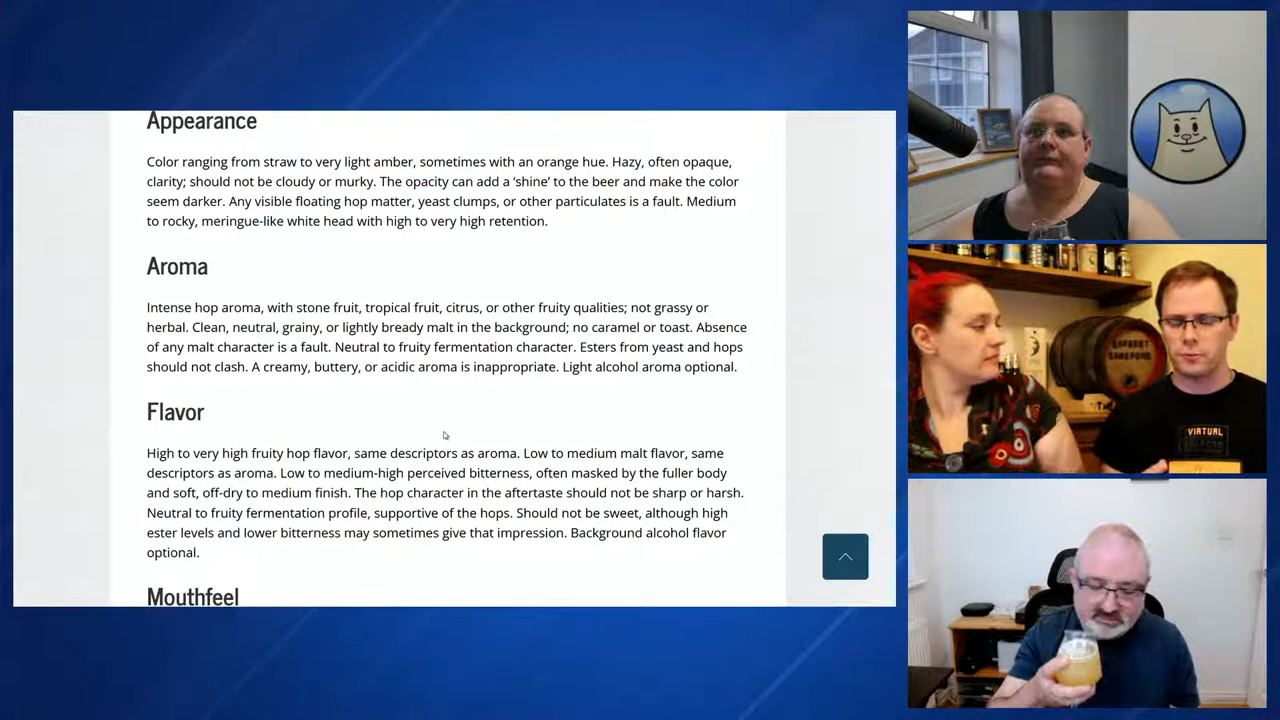 Appearance
Color ranging from straw to very light amber, sometimes with an orange hue. Hazy, often opaque,
clarity; should not be cloudy or murky. The opacity can add a ‘shine’ to the beer and make the color
seem darker. Any visible floating hop matter, yeast clumps, or other particulates is a fault. Medium
to rocky, meringue-like white head with high to very high retention.
Aroma
Intense hop aroma, with stone fruit, tropical fruit, citrus, or other fruity qualities; not grassy or
herbal. Clean, neutral, grainy, or lightly bready malt in the background; no caramel or toast. Absence
of any malt character is a fault. Neutral to fruity fermentation character. Esters from yeast and hops
should not clash. A creamy, buttery, or acidic aroma is inappropriate. Light alcohol aroma optional.
Flavor
High to very high fruity hop flavor, same descriptors as aroma. Low to medium malt flavor, same
descriptors as aroma. Low to medium-high perceived bitterness, often masked by the fuller body
and soft, off-dry to medium finish. The hop character in the aftertaste should not be sharp or harsh.
Neutral to fruity fermentation profile, supportive of the hops. Should not be sweet, although high
ester levels and lower bitterness may sometimes give that impression. Background alcohol flavor
optional.
Mouthfeel
VIRTUAL